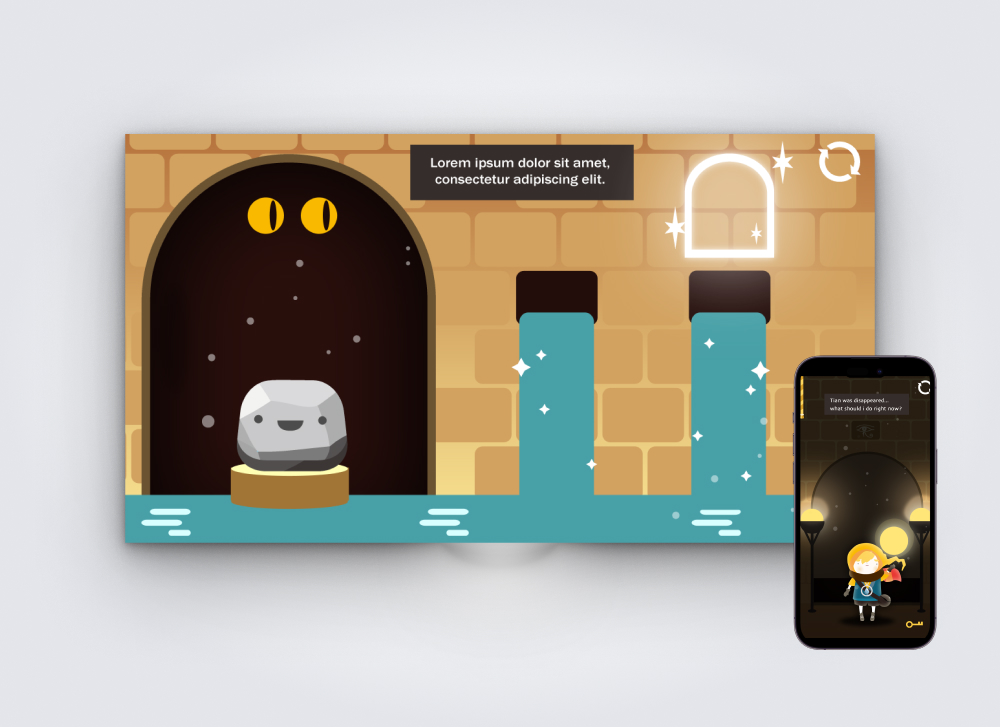 Lorem ipsum dolor sit amet,
consectetur adipiscing elit.
Tian was disappeared...
what should i do right now?